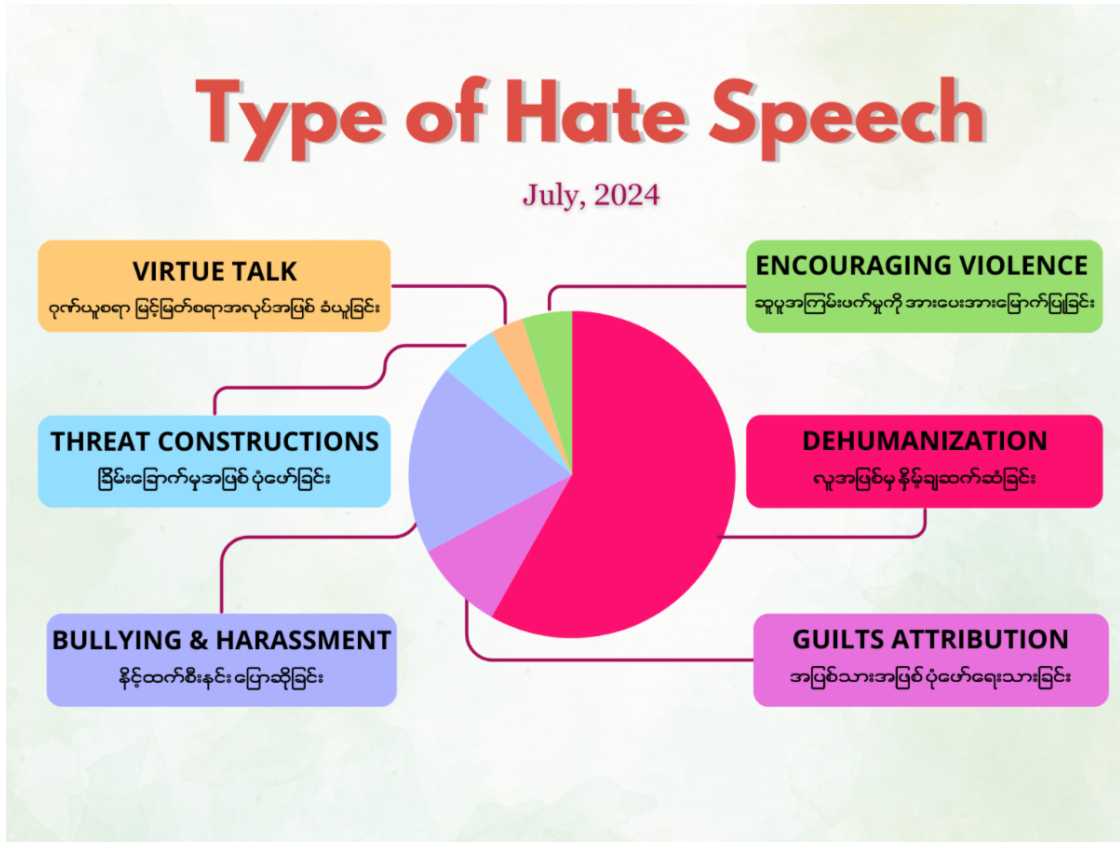 Type of Hate Speech
July, 2024
VIRTUE TALK
ဂုဏ်ယူစရာ မြင့်မြတ်စရာအလုပ်အဖြစ် ခံယူခြင်း
ENCOURAGING VIOLENCE
ဆူပူအကြမ်းဖက်မှုကို အားပေးအားမြောက်ပြုခြင်း
THREAT CONSTRUCTIONS
ခြိမ်းခြောက်မှုအဖြစ် ပုံဖော်ခြင်း
DEHUMANIZATION
လူအဖြစ်မှ နှိမ့်ချဆက်ဆံခြင်း
BULLYING & HARASSMENT
နှိင့်ထက်စီးနင်း ပြောဆိုခြင်း
GUILTS ATTRIBUTION
အပြစ်သားအဖြစ် ပုံဖော်ရေးသားခြင်း